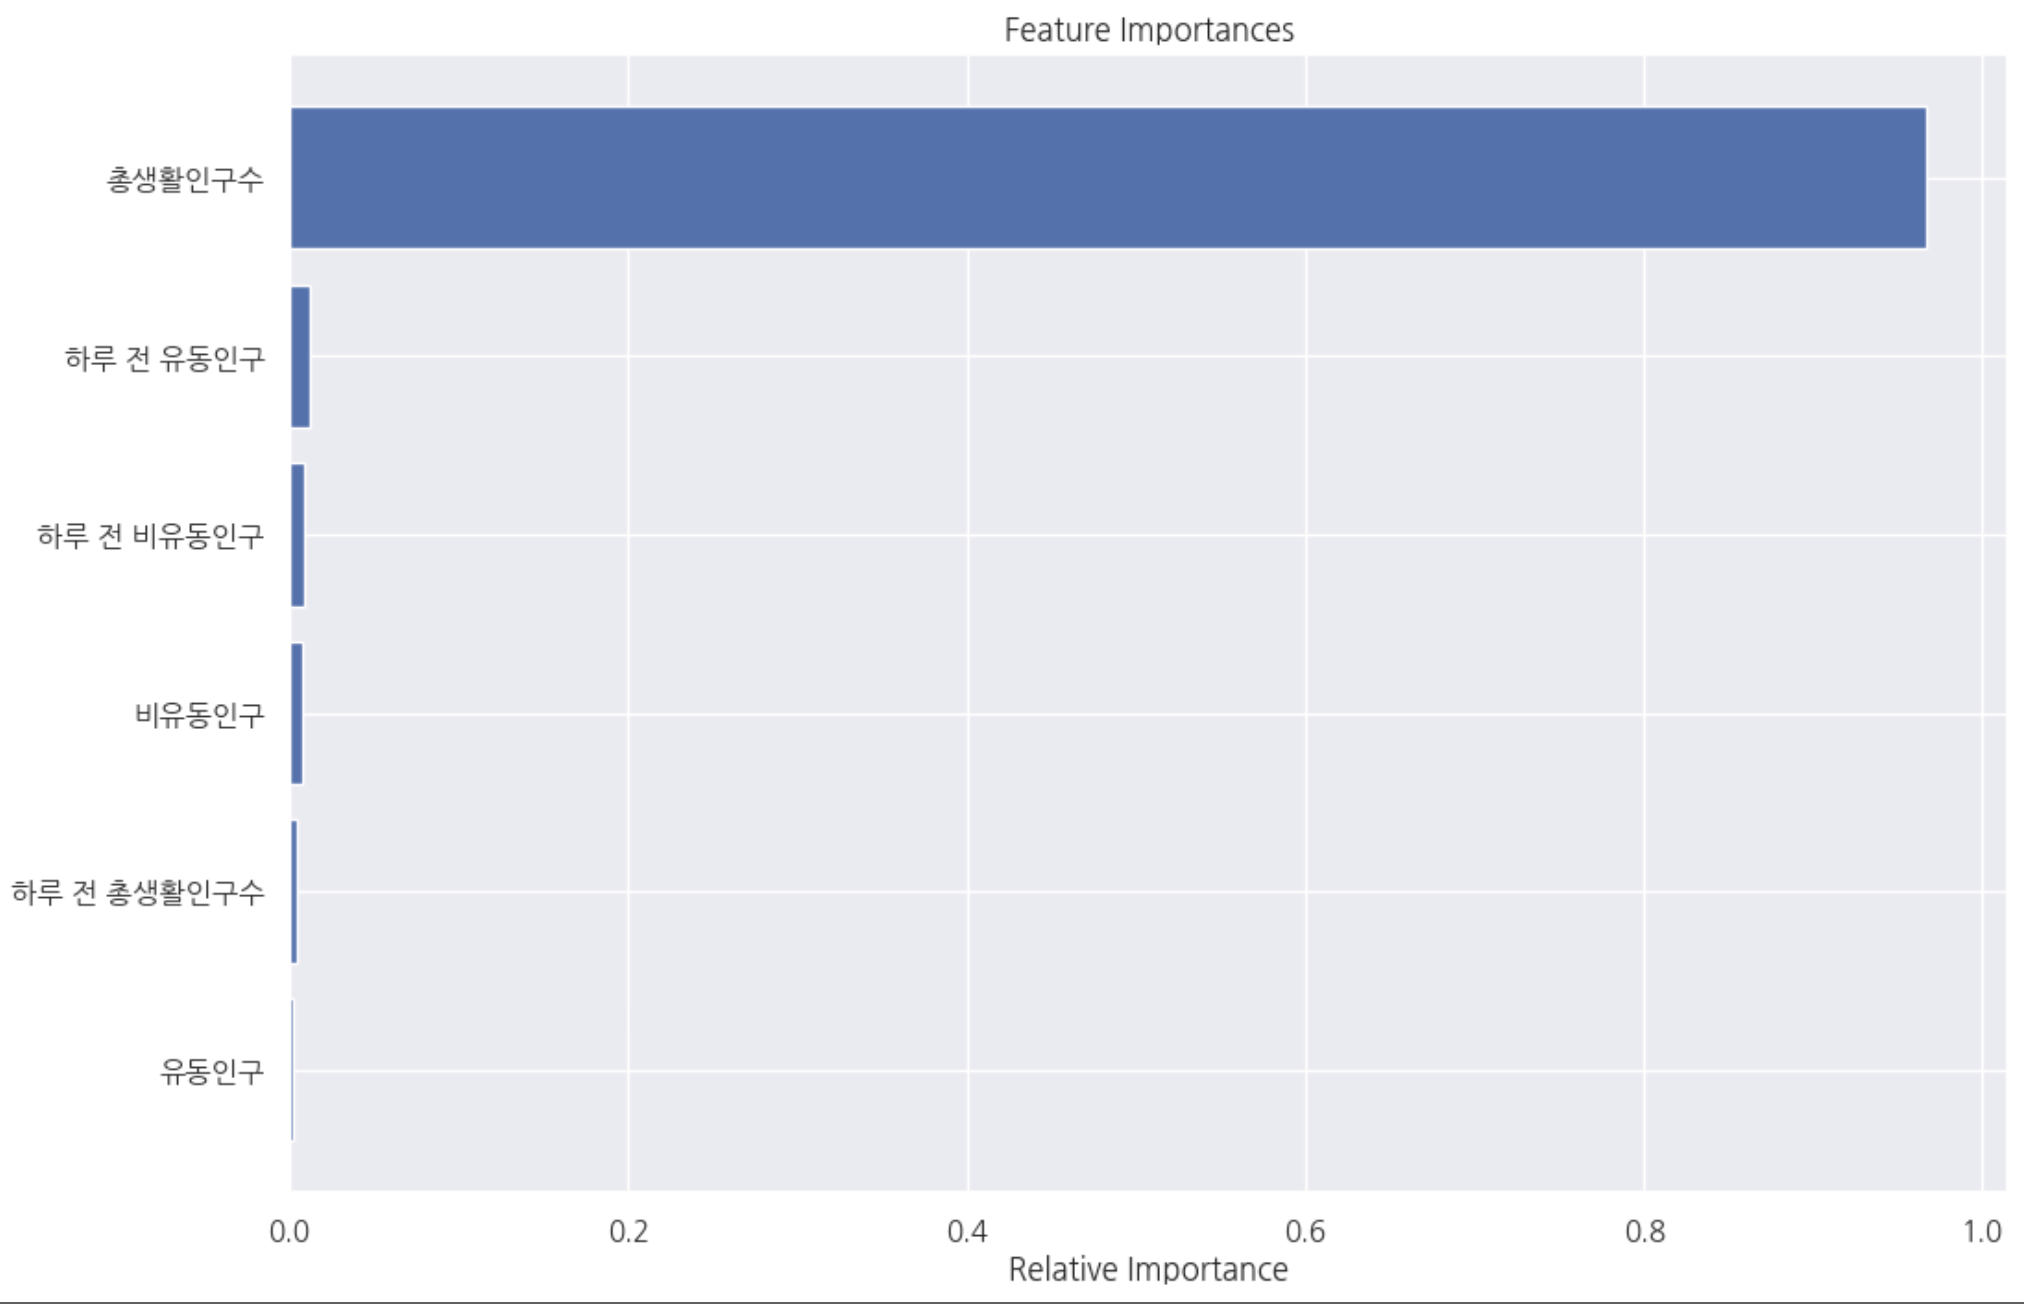 Feature Importances
총생활인구수
하루 전 유동인구
하루 전 비유동인구
비유동인구
하루 전 총생활인구수
유동인구
0.0 0.2 0.4 0.6 0.8 1.0
Relative Importance